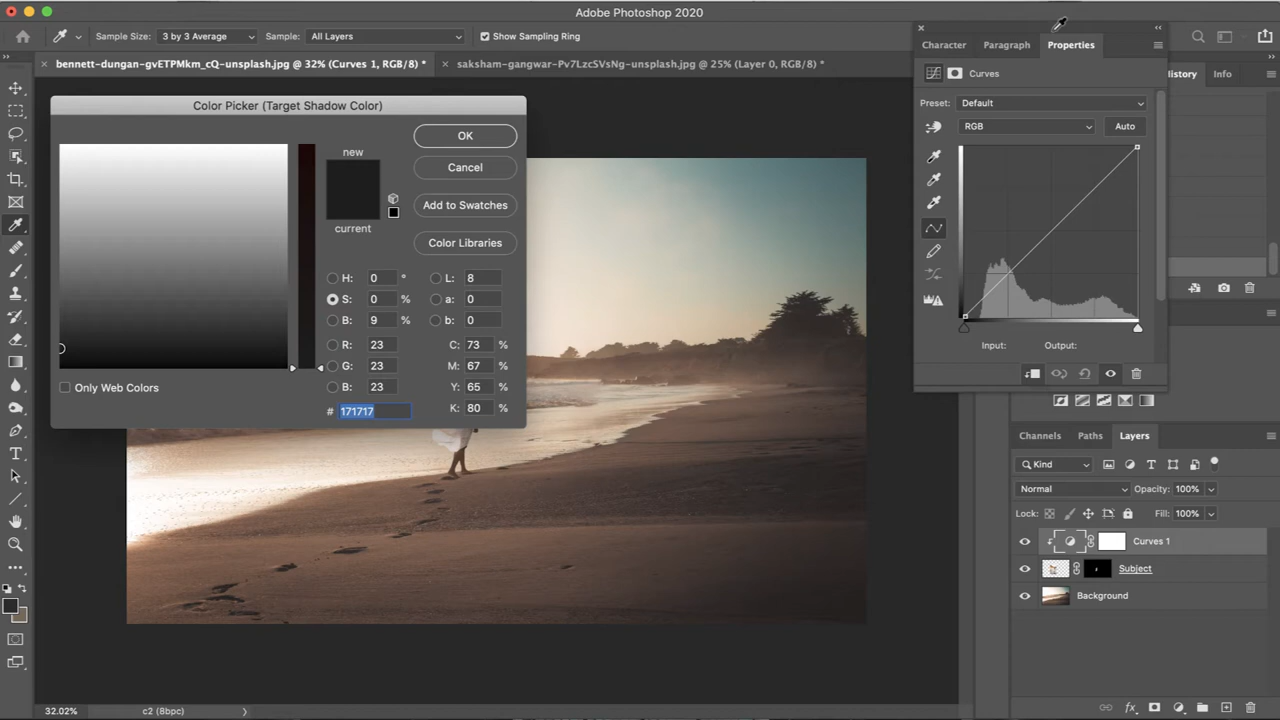 Adobe Photoshop 2020
Sample Size: 3 by 3 Average Sample: All Layers Show Sampling Ring
bennett-dungan-gvETPMkm_cQ-unsplash.jpg @ 32% (Curves 1, RGB/8) * saksham-gangwar-Pv7LzcSVsNg-unsplash.jpg @ 25% (Layer 0, RGB/8) *
Character Paragraph Properties
History Info
Curves
Preset: Default
RGB Auto
Input: Output:
Color Picker (Target Shadow Color)
new
current
OK
Cancel
Add to Swatches
Color Libraries
H: 0 ° L: 8
S: 0 % a: 0
B: 9 % b: 0
R: 23 C: 73 %
G: 23 M: 67 %
B: 23 Y: 65 %
# 171717 K: 80 %
Only Web Colors
Channels Paths Layers
Kind
Normal Opacity: 100%
Lock: Fill: 100%
Curves 1
Subject
Background
32.02% c2 (8bpc)